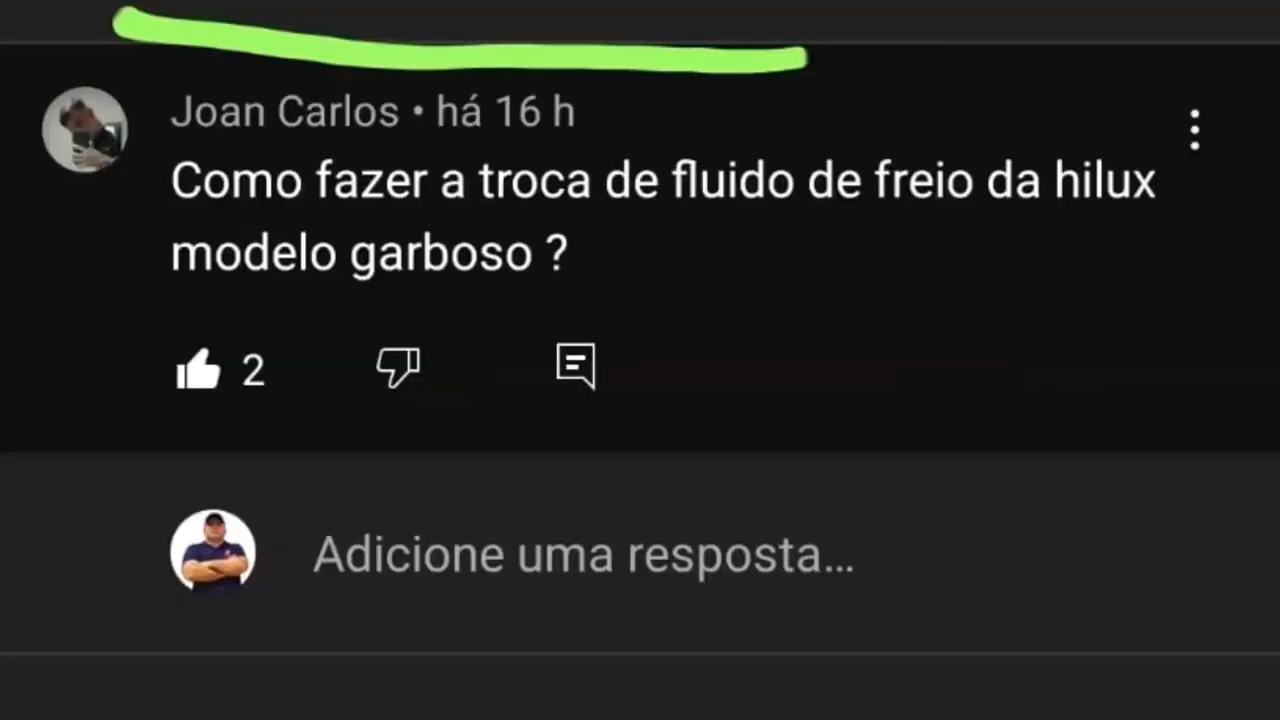 Joan Carlos • há 16 h
Como fazer a troca de fluido de freio da hilux
modelo garboso ?
2
Adicione uma resposta...